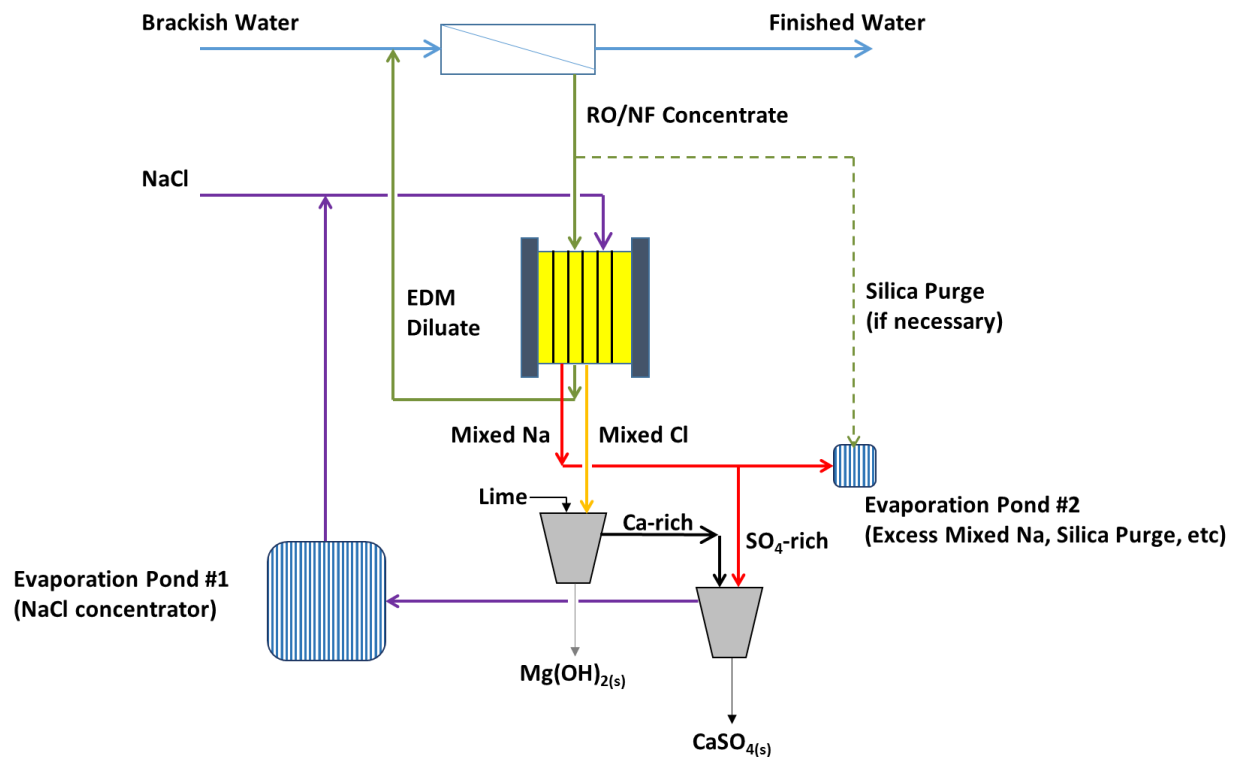 Brackish Water
Finished Water
RO/NF Concentrate
NaCl
EDM
Diluate
Silica Purge
(if necessary)
Mixed Na
Mixed Cl
Lime
Ca-rich
SO₄-rich
Evaporation Pond #2
(Excess Mixed Na, Silica Purge, etc)
Evaporation Pond #1
(NaCl concentrator)
Mg(OH)₂₍ₛ₎
CaSO₄₍ₛ₎